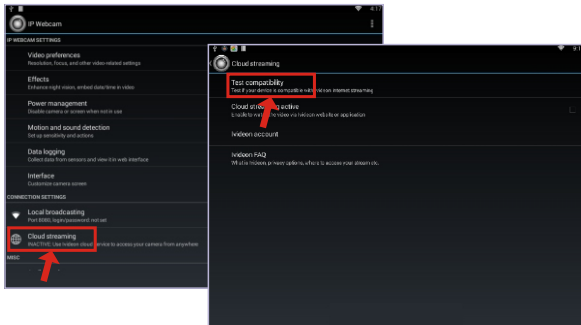 4:17
IP Webcam
IP WEBCAM SETTINGS
Video preferences
Resolution, focus, and other video-related settings
Effects
Enhance night vision, embed date/time in video
Power management
Disable camera or screen when not in use
Motion and sound detection
Set up sensitivity and actions
Data logging
Collect data from sensors and view it in web interface
Interface
Customize camera screen
CONNECTION SETTINGS
Local broadcasting
Port 8080, login/password: not set
Cloud streaming
INACTIVE: Use Ivideon cloud service to access your camera from anywhere
MISC
Cloud streaming
Test compatibility
Test if your device is compatible with Ivideon internet streaming
Cloud streaming active
Enable to watch the video via Ivideon website or application
Ivideon account
Ivideon FAQ
What is Ivideon, privacy options, where to access your stream etc.